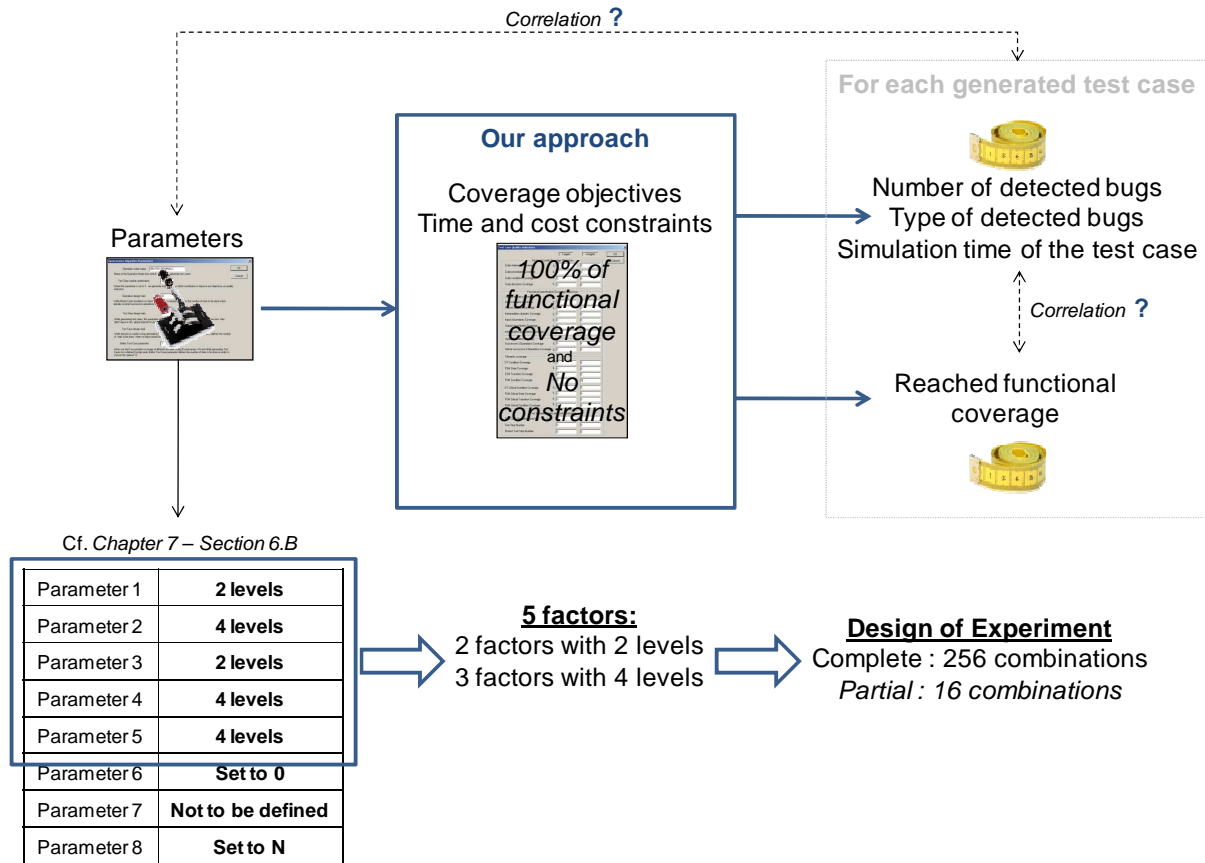 Correlation ?
For each generated test case
Our approach
Coverage objectives
Time and cost constraints
Number of detected bugs
Type of detected bugs
Simulation time of the test case
Parameters
100% of
functional
coverage
and
No
constraints
Correlation ?
Reached functional
coverage
Cf. Chapter 7 – Section 6.B
Parameter 1 2 levels
Parameter 2 4 levels
Parameter 3 2 levels
Parameter 4 4 levels
Parameter 5 4 levels
Parameter 6 Set to 0
Parameter 7 Not to be defined
Parameter 8 Set to N
5 factors:
2 factors with 2 levels
3 factors with 4 levels
Design of Experiment
Complete : 256 combinations
Partial : 16 combinations